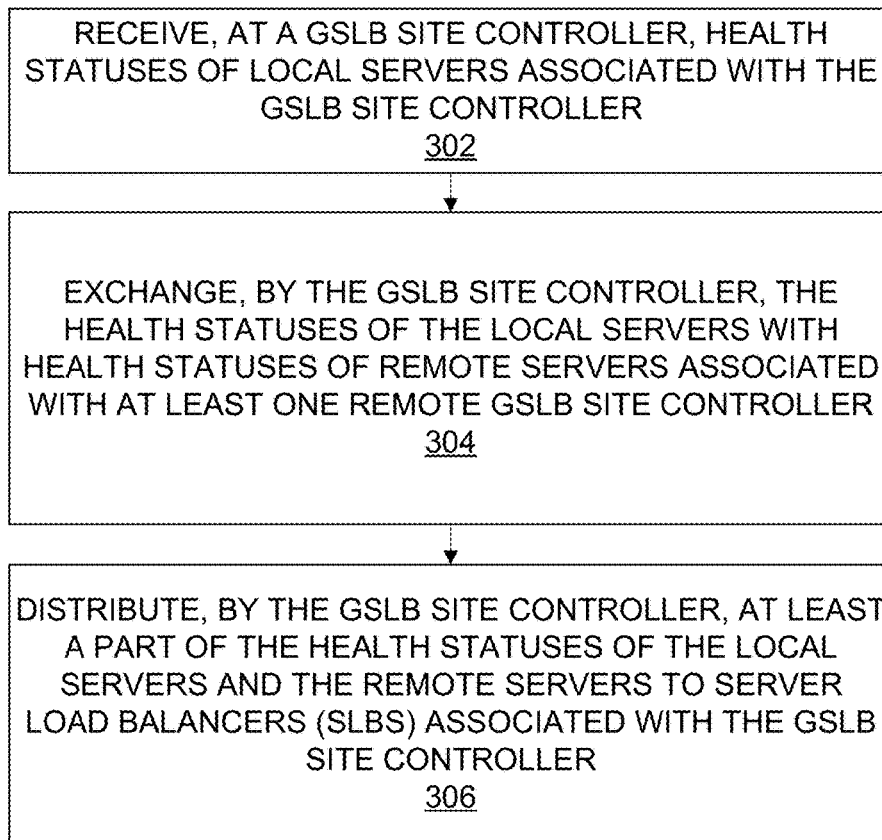 RECEIVE, AT A GSLB SITE CONTROLLER, HEALTH
STATUSES OF LOCAL SERVERS ASSOCIATED WITH THE
GSLB SITE CONTROLLER
302
EXCHANGE, BY THE GSLB SITE CONTROLLER, THE
HEALTH STATUSES OF THE LOCAL SERVERS WITH
HEALTH STATUSES OF REMOTE SERVERS ASSOCIATED
WITH AT LEAST ONE REMOTE GSLB SITE CONTROLLER
304
DISTRIBUTE, BY THE GSLB SITE CONTROLLER, AT LEAST
A PART OF THE HEALTH STATUSES OF THE LOCAL
SERVERS AND THE REMOTE SERVERS TO SERVER
LOAD BALANCERS (SLBS) ASSOCIATED WITH THE GSLB
SITE CONTROLLER
306